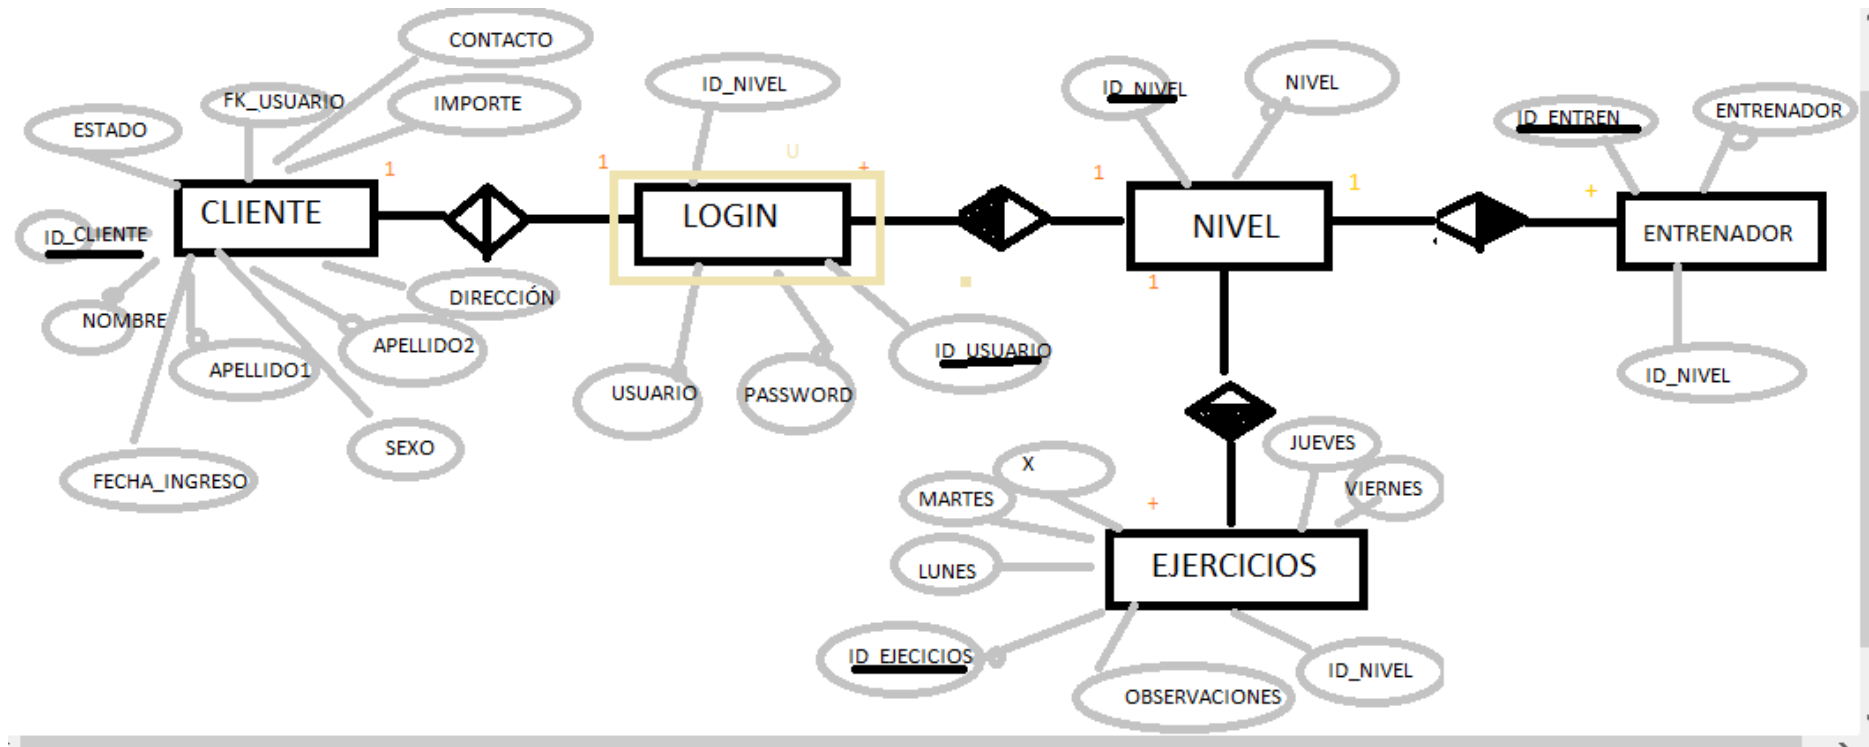 CONTACTO
ID_NIVEL
NIVEL
FK_USUARIO
IMPORTE
ID_NIVEL
ENTRENADOR
ESTADO
ID_ENTREN
U
1
1
+
1
1
+
CLIENTE
LOGIN
NIVEL
ENTRENADOR
ID_CLIENTE
1
DIRECCIÓN
NOMBRE
APELLIDO2
ID_USUARIO
APELLIDO1
ID_NIVEL
USUARIO
PASSWORD
SEXO
JUEVES
X
FECHA_INGRESO
VIERNES
MARTES
+
LUNES
EJERCICIOS
ID_EJECICIOS
ID_NIVEL
OBSERVACIONES